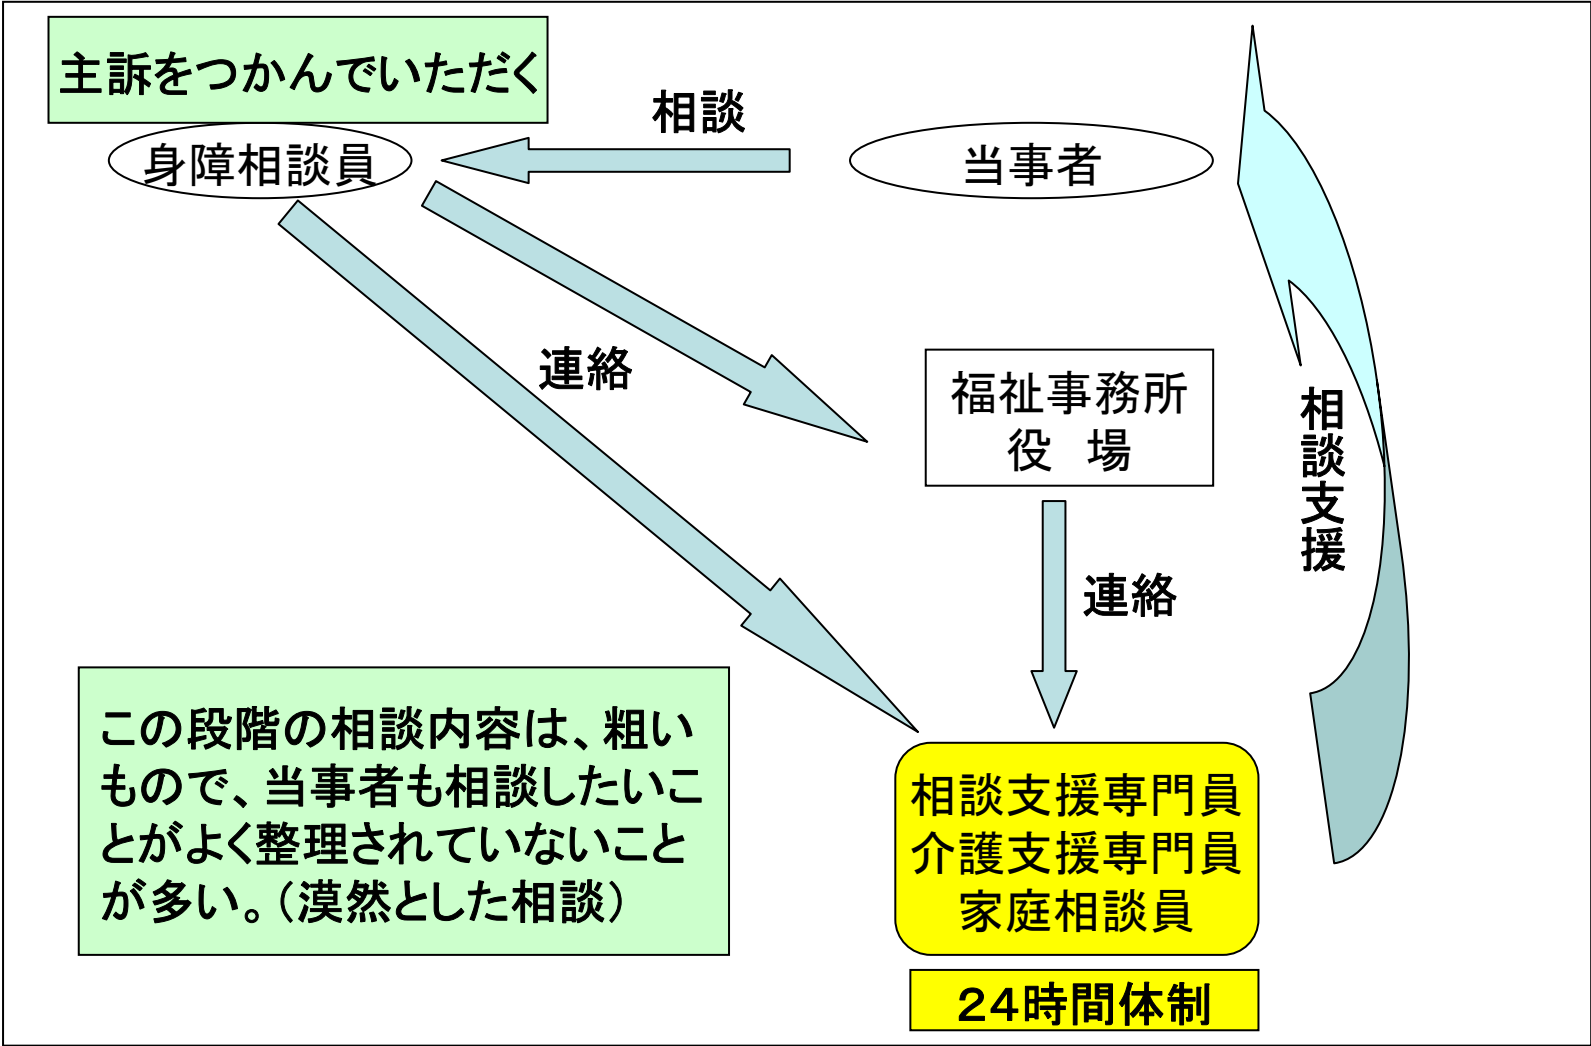 主訴をつかんでいただく
相談
身障相談員
当事者
連絡
福祉事務所
役　場
相談支援
連絡
この段階の相談内容は、粗い
もので、当事者も相談したいこ
とがよく整理されていないこと
が多い。（漠然とした相談）
相談支援専門員
介護支援専門員
家庭相談員
２４時間体制